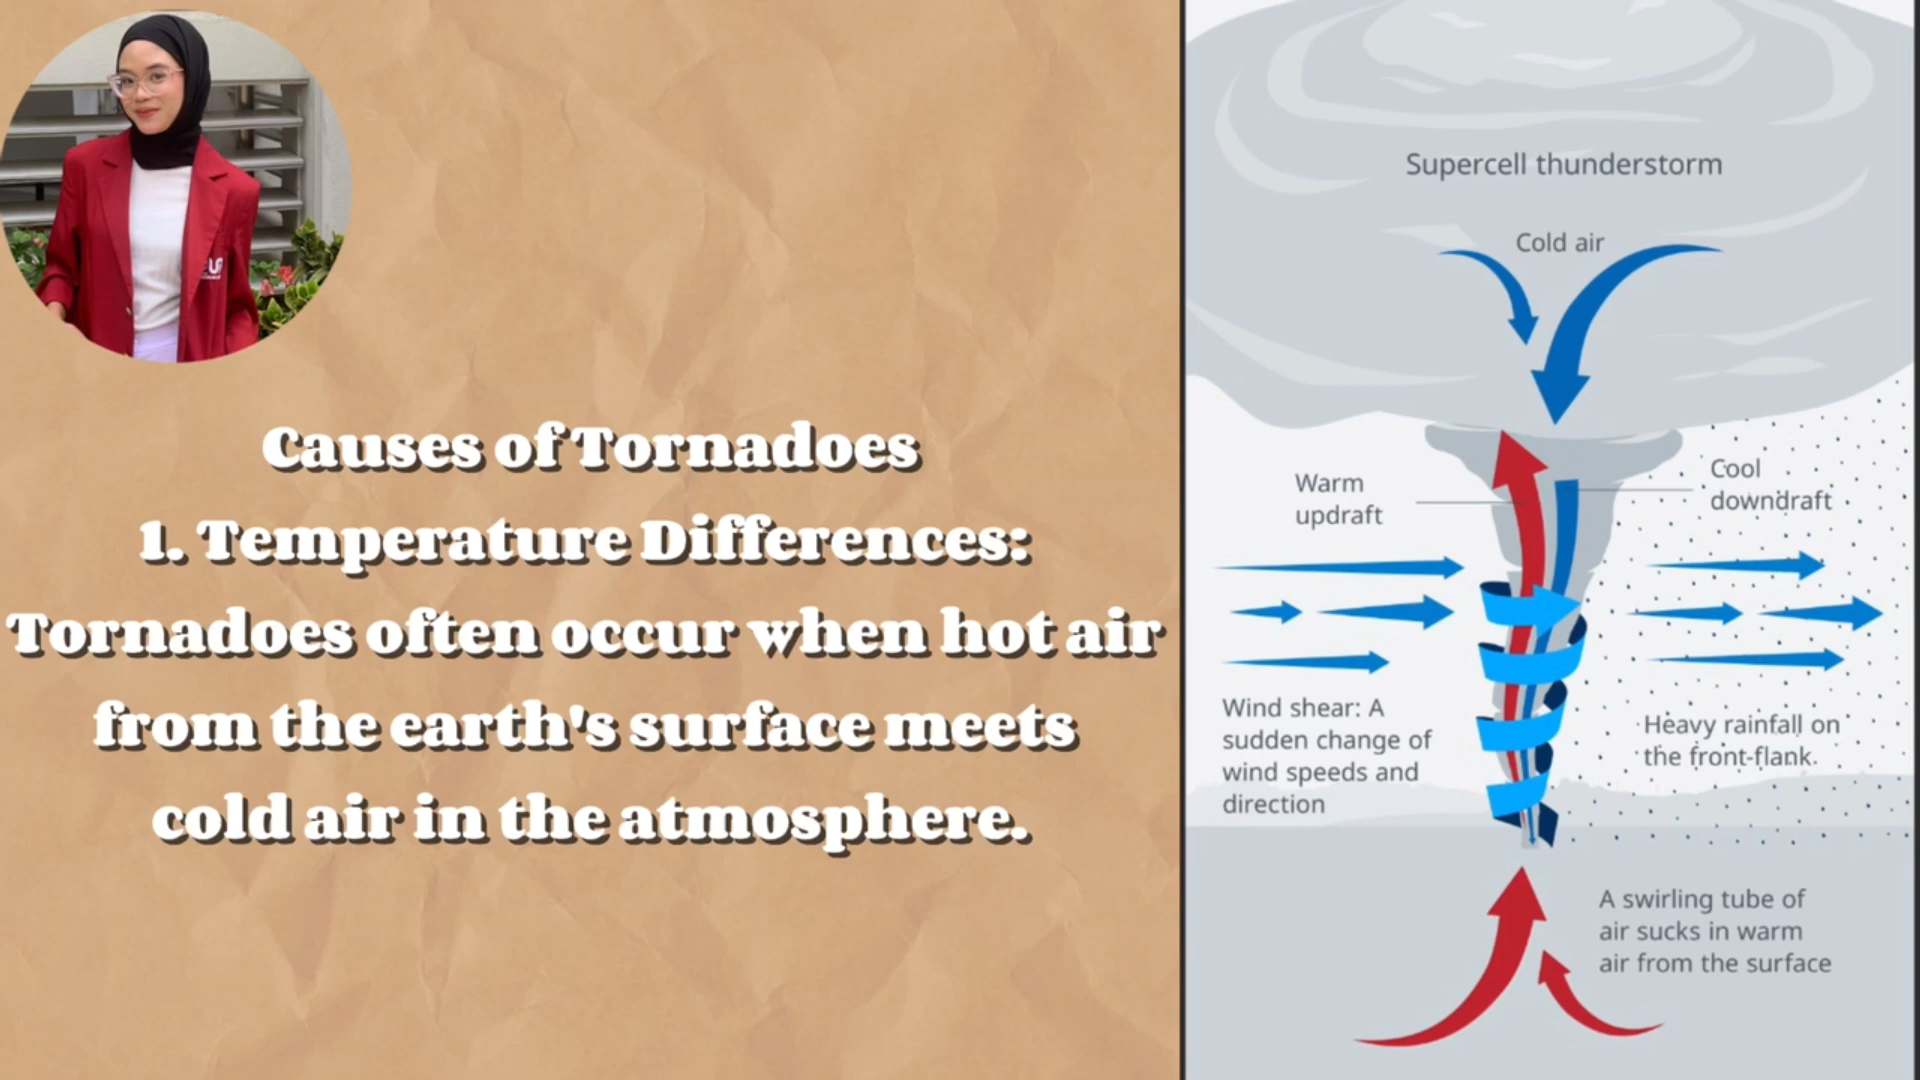 Causes of Tornadoes
1. Temperature Differences:
Tornadoes often occur when hot air
from the earth's surface meets
cold air in the atmosphere.
Supercell thunderstorm
Cold air
Warm
updraft
Cool
downdraft
Wind shear: A
sudden change of
wind speeds and
direction
Heavy rainfall on
the front-flank.
A swirling tube of
air sucks in warm
air from the surface